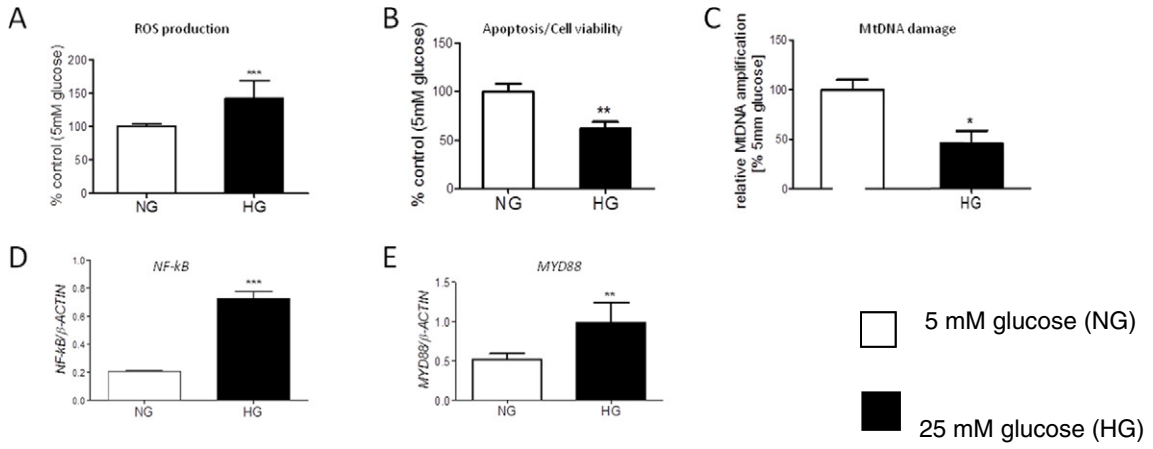 A
ROS production
% control (5mM glucose)
200
150
100
50
0
NG
HG
***
B
Apoptosis/Cell viability
% control (5mM glucose)
150
100
50
0
NG
HG
**
C
MtDNA damage
relative MtDNA amplification
[% 5mm glucose]
150
100
50
0
HG
*
D
NF-kB
NF-kB/β-ACTIN
1.0
0.8
0.6
0.4
0.2
0.0
NG
HG
***
E
MYD88
MYD88/β-ACTIN
1.5
1.0
0.5
0.0
NG
HG
**
5 mM glucose (NG)
25 mM glucose (HG)